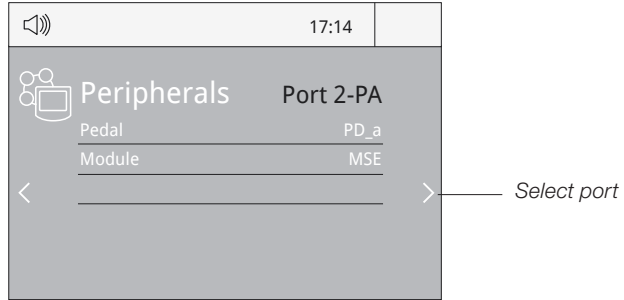 17:14
Peripherals Port 2-PA
Pedal PD_a
Module MSE
Select port